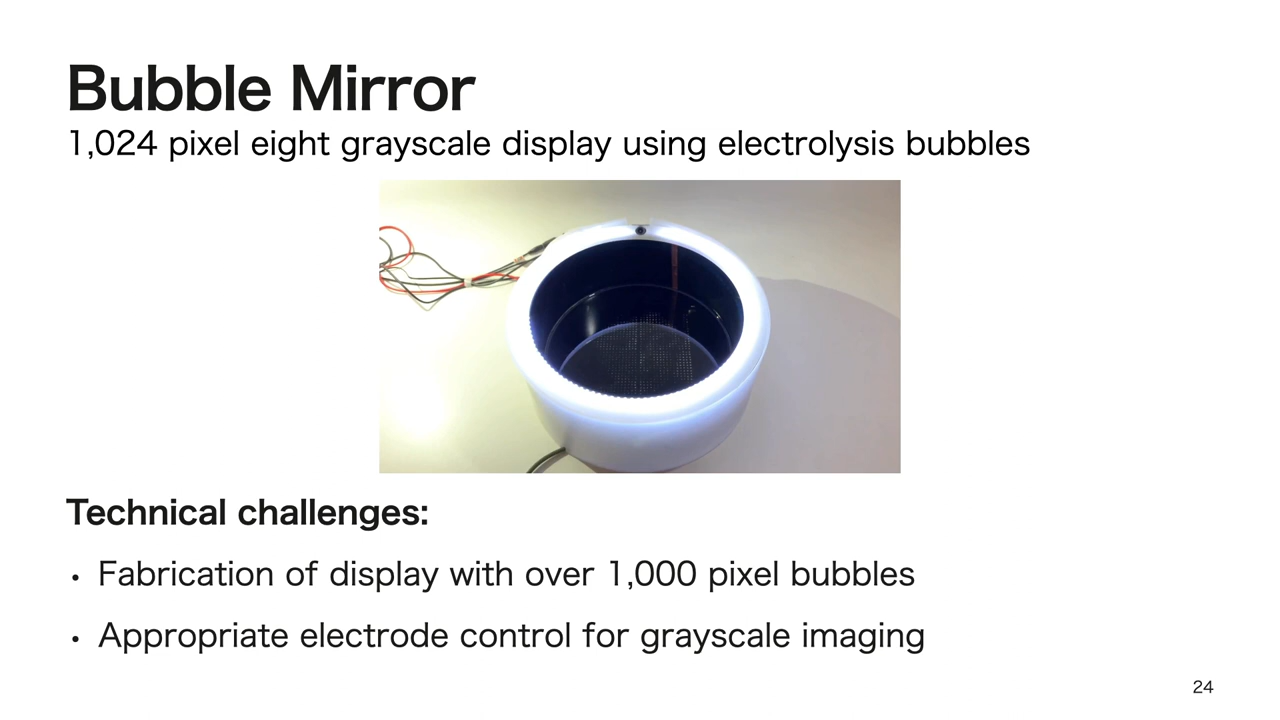 Bubble Mirror
1,024 pixel eight grayscale display using electrolysis bubbles
Technical challenges:
• Fabrication of display with over 1,000 pixel bubbles
• Appropriate electrode control for grayscale imaging
24